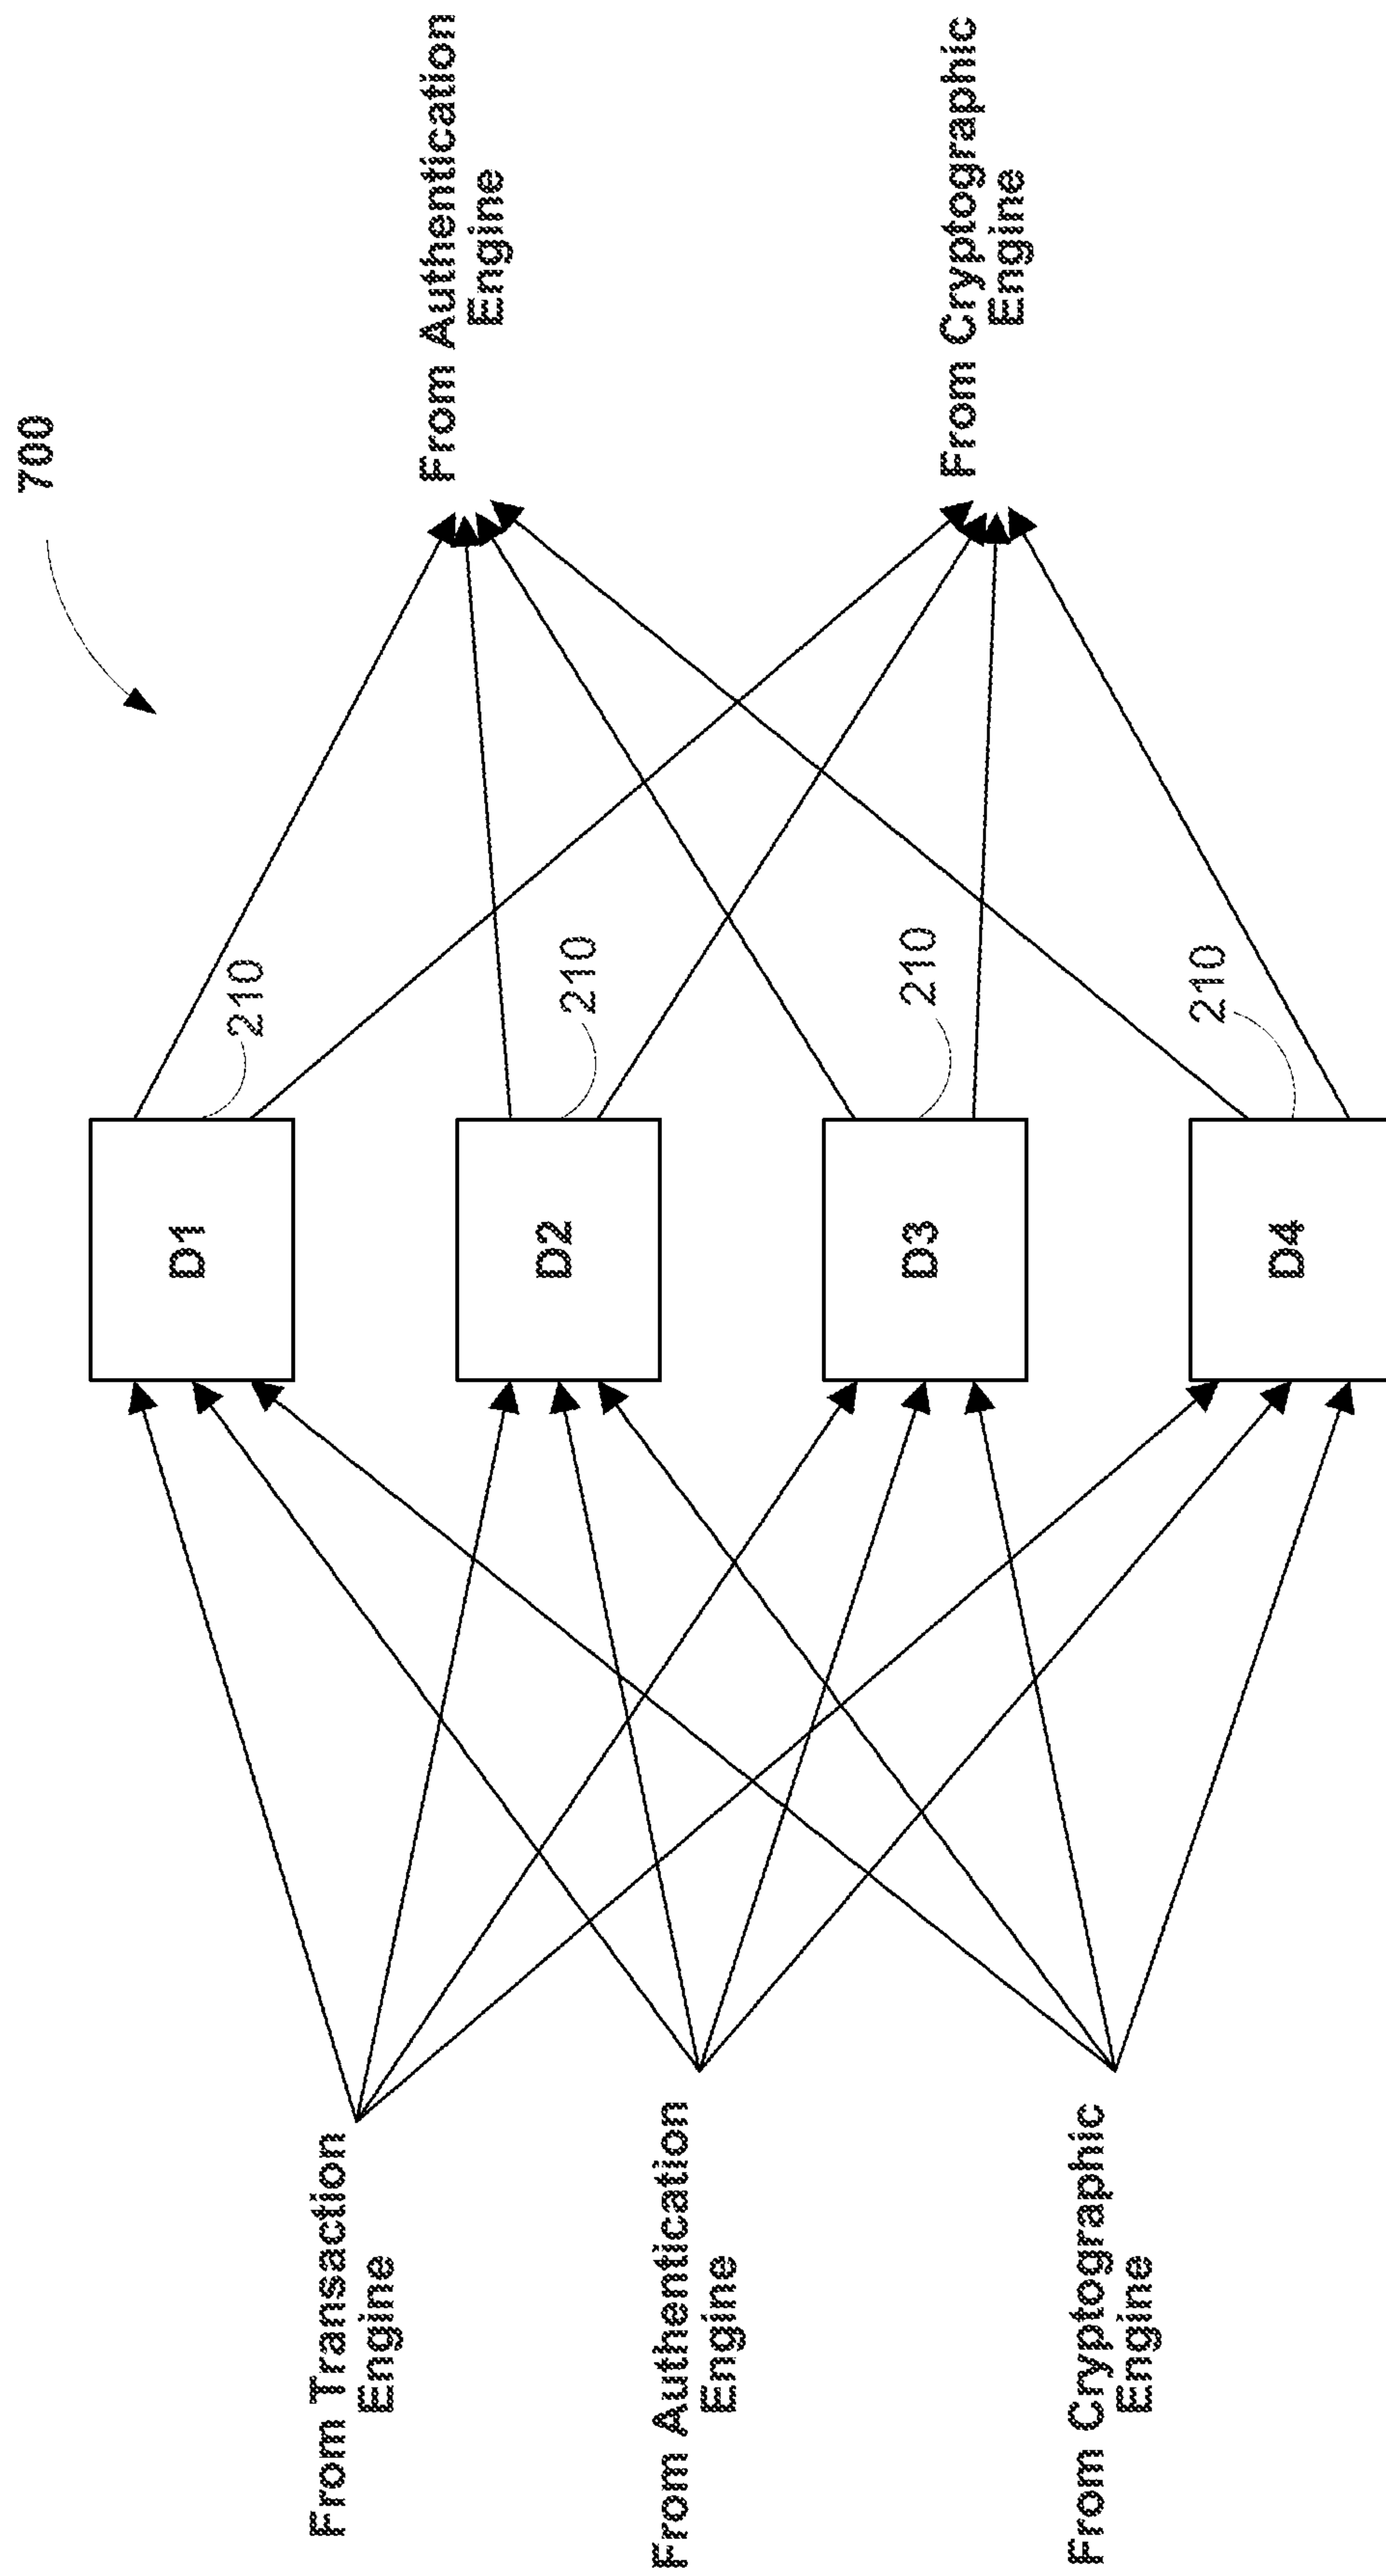 700
From Transaction
Engine
From Authentication
Engine
From Cryptographic
Engine
D1
210
D2
210
D3
210
D4
210
From Authentication
Engine
From Cryptographic
Engine